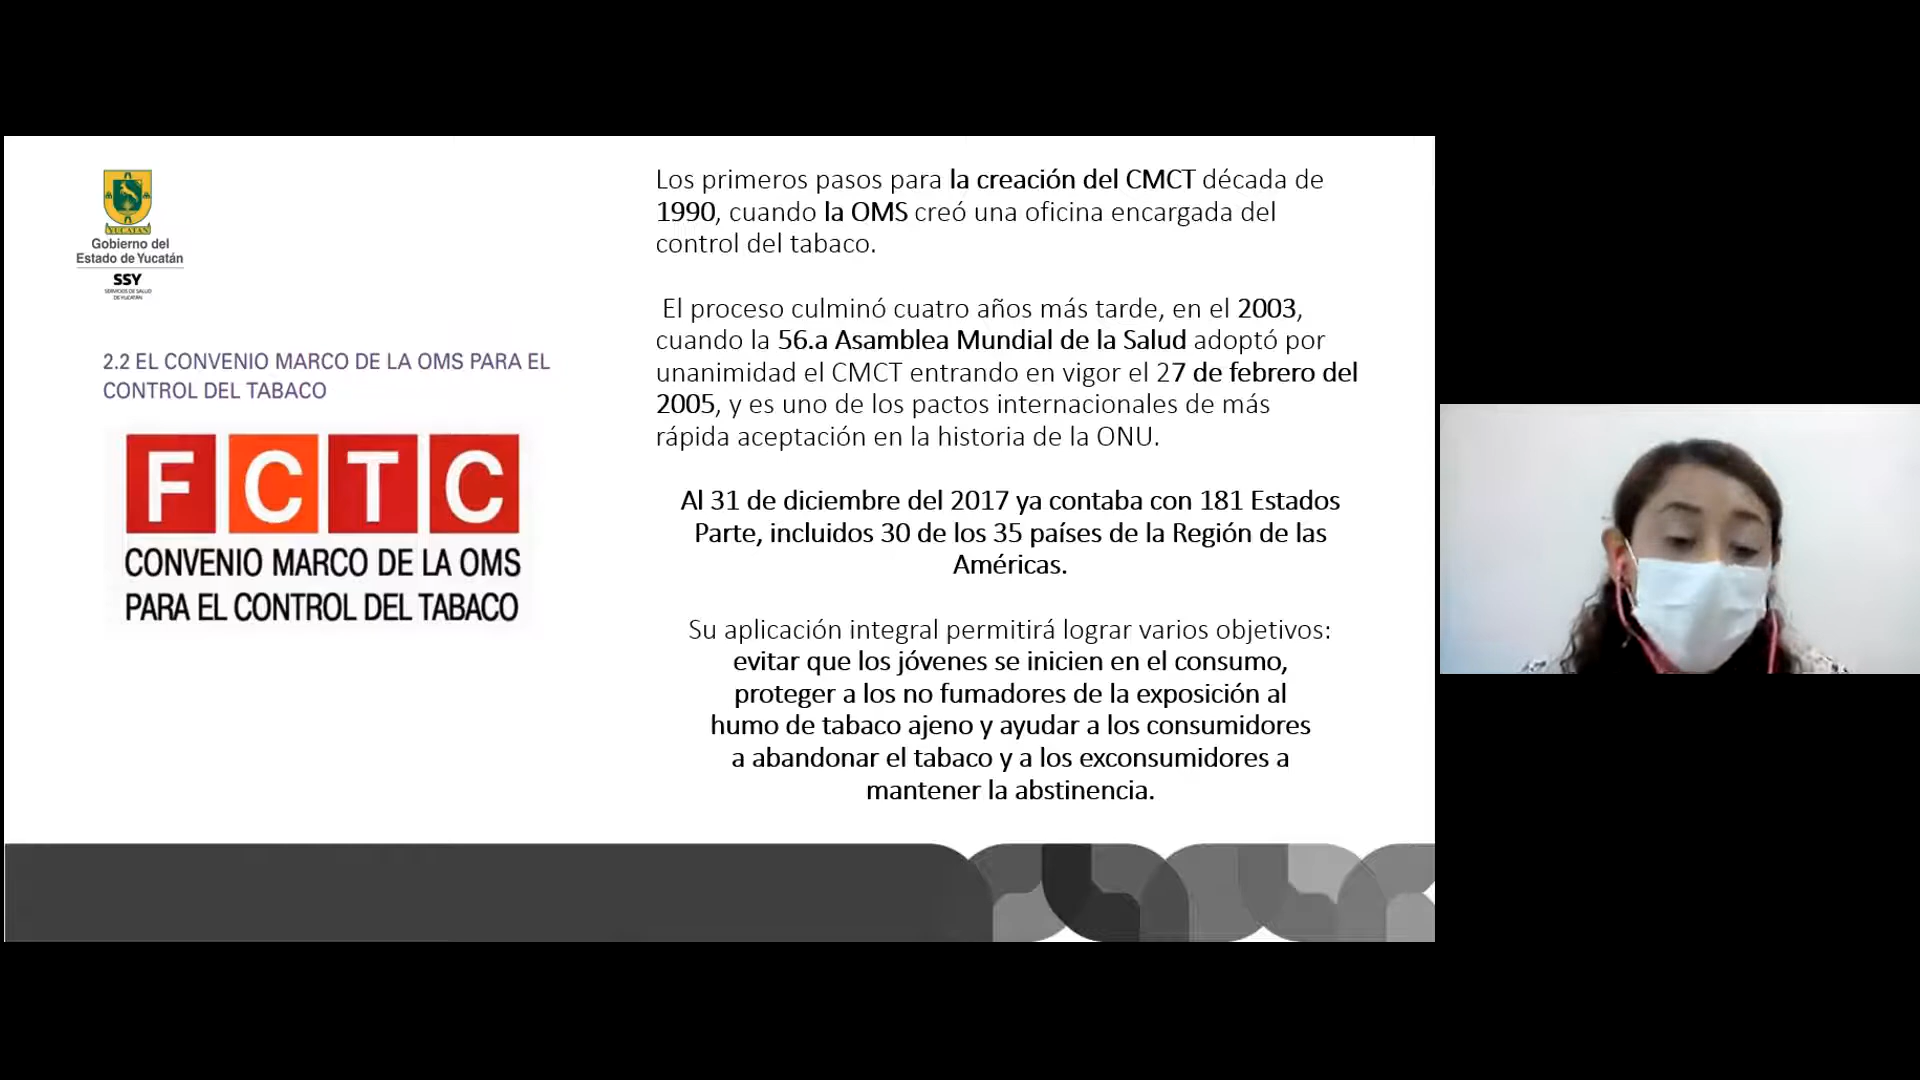 YUCATÁN
Gobierno del
Estado de Yucatán
SSY
SERVICIOS DE SALUD
DE YUCATÁN
2.2 EL CONVENIO MARCO DE LA OMS PARA EL
CONTROL DEL TABACO
F C T C
CONVENIO MARCO DE LA OMS
PARA EL CONTROL DEL TABACO
Los primeros pasos para la creación del CMCT década de
1990, cuando la OMS creó una oficina encargada del
control del tabaco.
El proceso culminó cuatro años más tarde, en el 2003,
cuando la 56.a Asamblea Mundial de la Salud adoptó por
unanimidad el CMCT entrando en vigor el 27 de febrero del
2005, y es uno de los pactos internacionales de más
rápida aceptación en la historia de la ONU.
Al 31 de diciembre del 2017 ya contaba con 181 Estados
Parte, incluidos 30 de los 35 países de la Región de las
Américas.
Su aplicación integral permitirá lograr varios objetivos:
evitar que los jóvenes se inicien en el consumo,
proteger a los no fumadores de la exposición al
humo de tabaco ajeno y ayudar a los consumidores
a abandonar el tabaco y a los exconsumidores a
mantener la abstinencia.